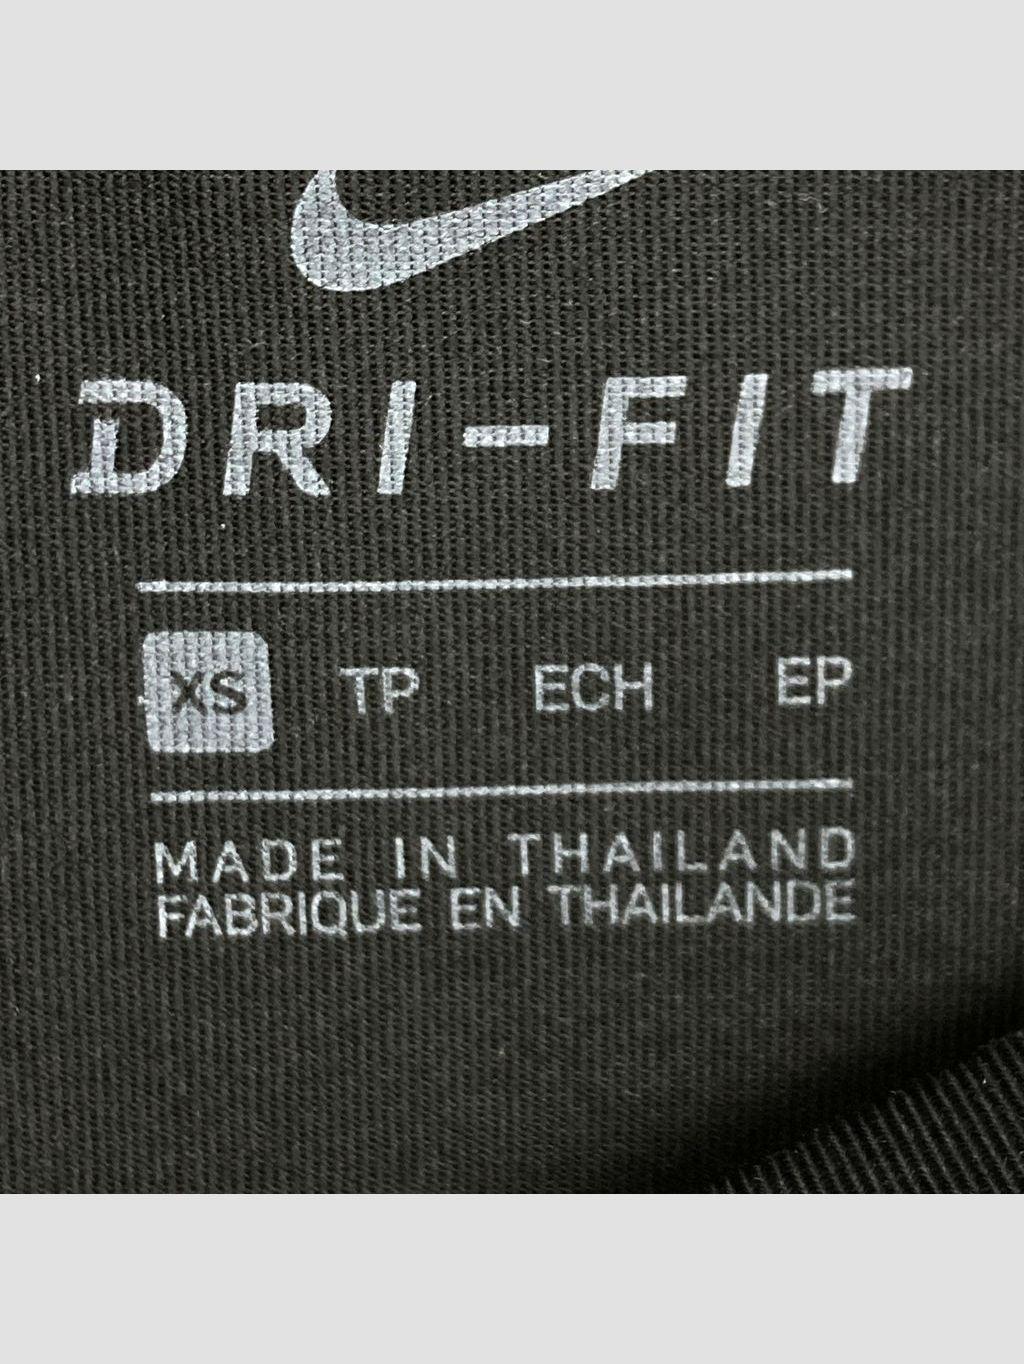 DRI-FIT
XS TP ECH EP
MADE IN THAILAND
FABRIQUE EN THAILANDE